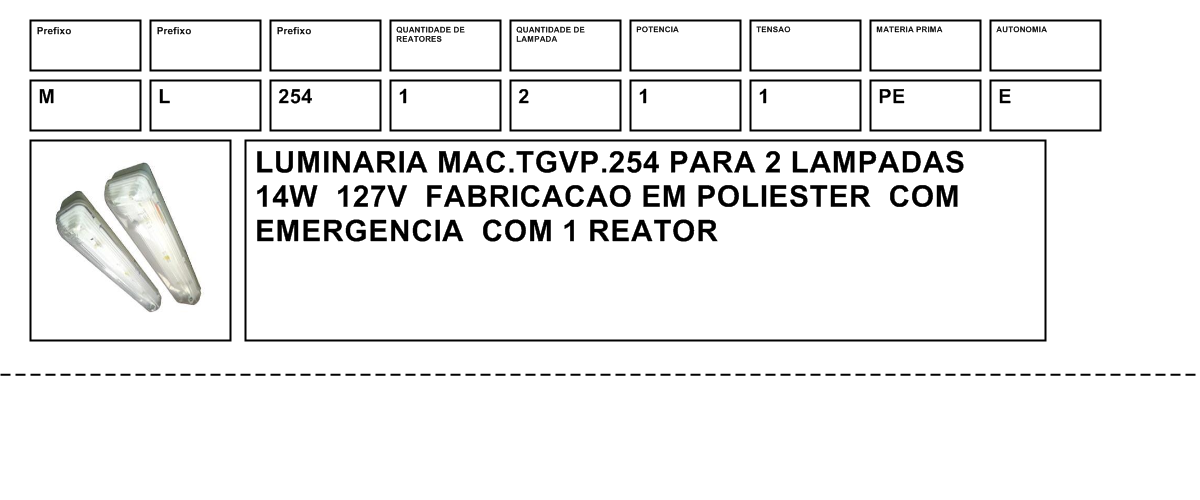 Prefixo Prefixo Prefixo QUANTIDADE DE REATORES QUANTIDADE DE LAMPADA POTENCIA TENSAO MATERIA PRIMA AUTONOMIA
M L 254 1 2 1 1 PE E
LUMINARIA MAC.TGVP.254 PARA 2 LAMPADAS
14W 127V FABRICACAO EM POLIESTER COM
EMERGENCIA COM 1 REATOR